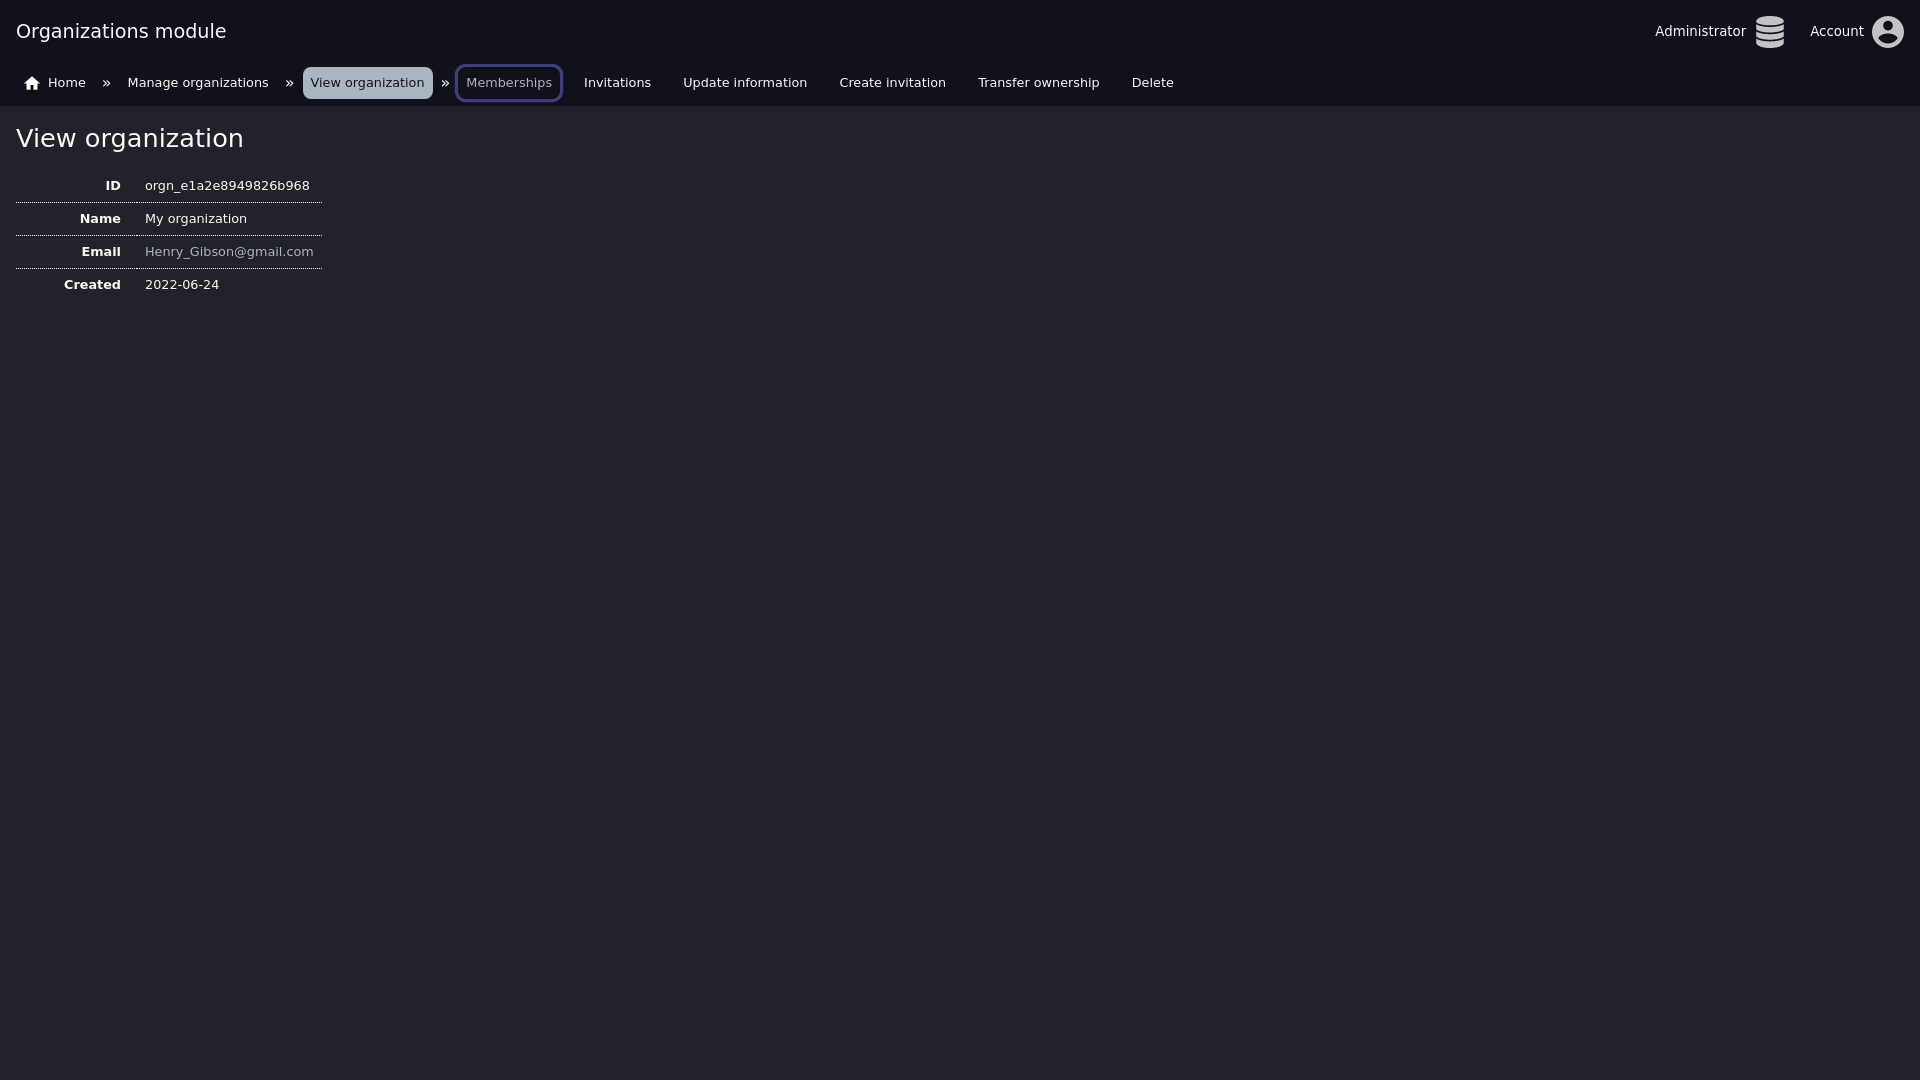 Organizations module
Administrator
Account
Home » Manage organizations » View organization » Memberships Invitations Update information Create invitation Transfer ownership Delete
View organization
ID orgn_e1a2e8949826b968
Name My organization
Email Henry_Gibson@gmail.com
Created 2022-06-24